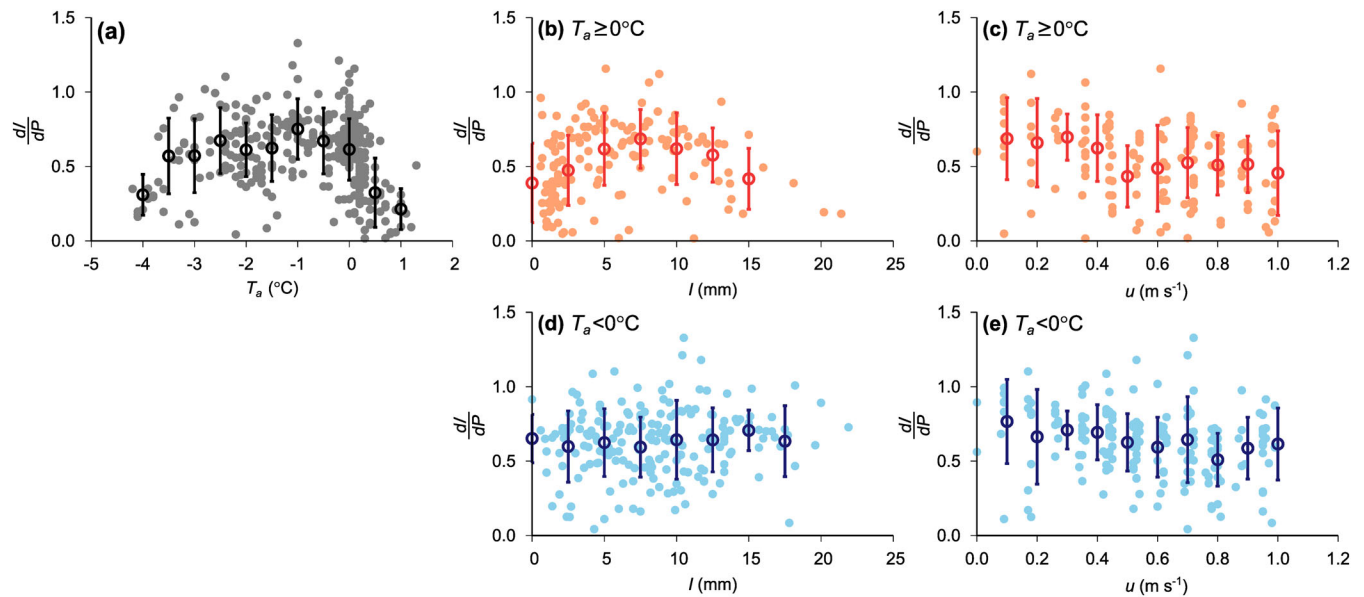 (a)
1.5
1.0
0.5
0.0
dI
dP
-5 -4 -3 -2 -1 0 1 2
Ta (°C)
(b) Ta ≥ 0°C
1.5
1.0
0.5
0.0
dI
dP
0 5 10 15 20 25
I (mm)
(c) Ta ≥ 0°C
1.5
1.0
0.5
0.0
dI
dP
0.0 0.2 0.4 0.6 0.8 1.0 1.2
u (m s⁻¹)
(d) Ta<0°C
1.5
1.0
0.5
0.0
dI
dP
0 5 10 15 20 25
I (mm)
(e) Ta<0°C
1.5
1.0
0.5
0.0
dI
dP
0.0 0.2 0.4 0.6 0.8 1.0 1.2
u (m s⁻¹)